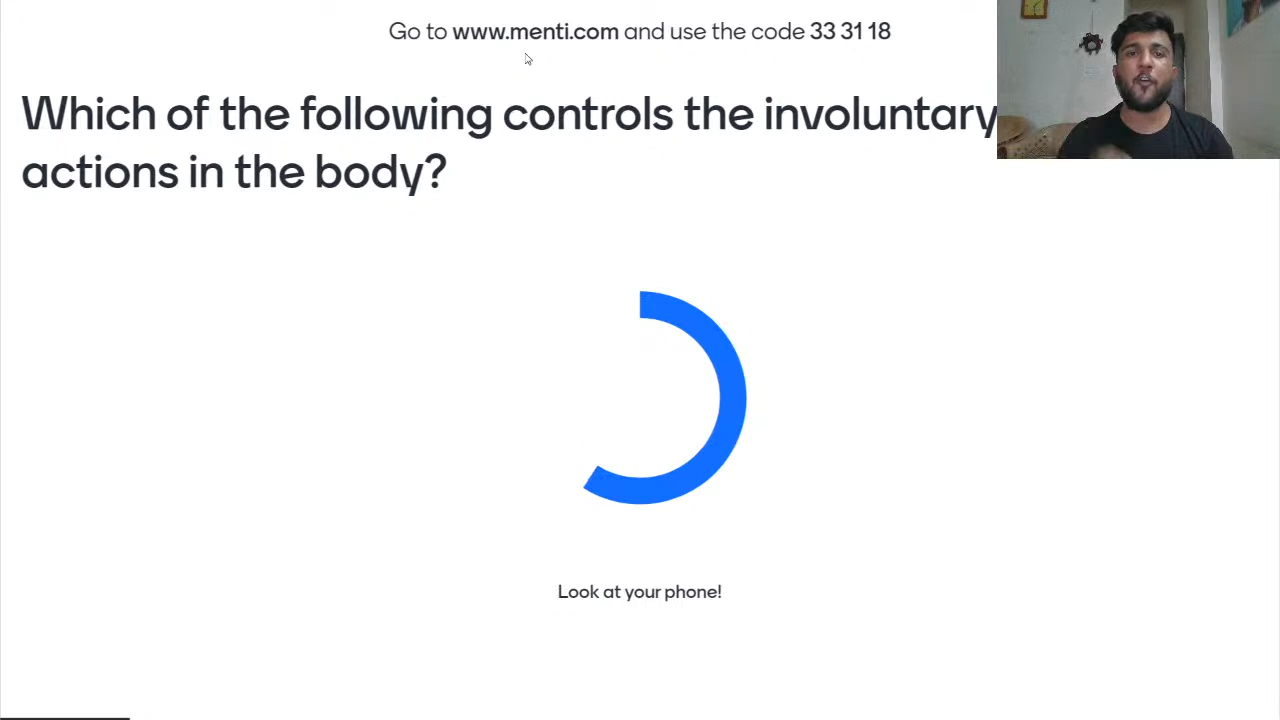 Go to www.menti.com and use the code 33 31 18
Which of the following controls the involuntary
actions in the body?
Look at your phone!